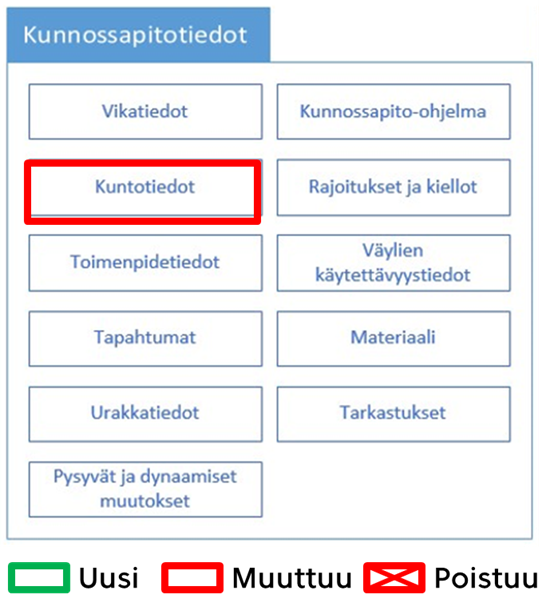 Kunnossapitotiedot
Vikatiedot
Kunnossapito-ohjelma
Kuntotiedot
Rajoitukset ja kiellot
Toimenpidetiedot
Väylien
käytettävyystiedot
Tapahtumat
Materiaali
Urakkatiedot
Tarkastukset
Pysyvät ja dynaamiset
muutokset
Uusi
Muuttuu
Poistuu